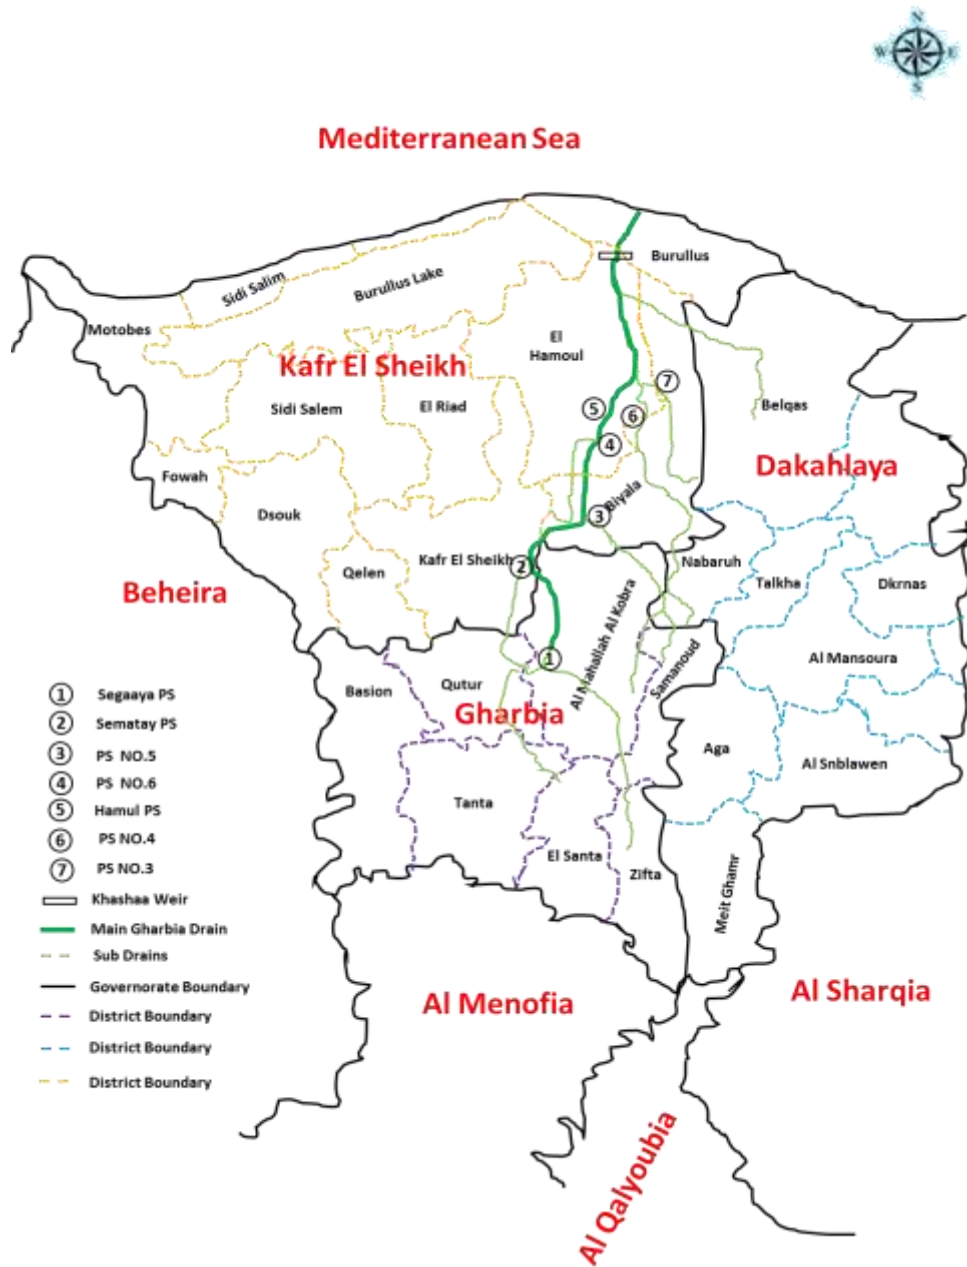 N
W E
S
Mediterranean Sea
Burullus
Sidi Salim
Burullus Lake
Motobes
El
Hamoul
Kafr El Sheikh
7
Sidi Salem
El Riad
5
6
Belqas
4
Dakahlaya
Fowah
Biyala
Dsouk
3
Kafr El Sheikh
2
Nabaruh
Qelen
Talkha
Dkrnas
Beheira
Al Mahallah Al Kobra
1
Samanoud
Al Mansoura
Basion
Qutur
Gharbia
Aga
Al Snblawen
Tanta
El Santa
Zifta
Meit Ghamr
1 Segaaya PS
2 Sematay PS
3 PS NO.5
4 PS NO.6
5 Hamul PS
6 PS NO.4
7 PS NO.3
Khashaa Weir
Main Gharbia Drain
Sub Drains
Governorate Boundary
District Boundary
District Boundary
District Boundary
Al Menofia
Al Sharqia
Al Qalyoubia